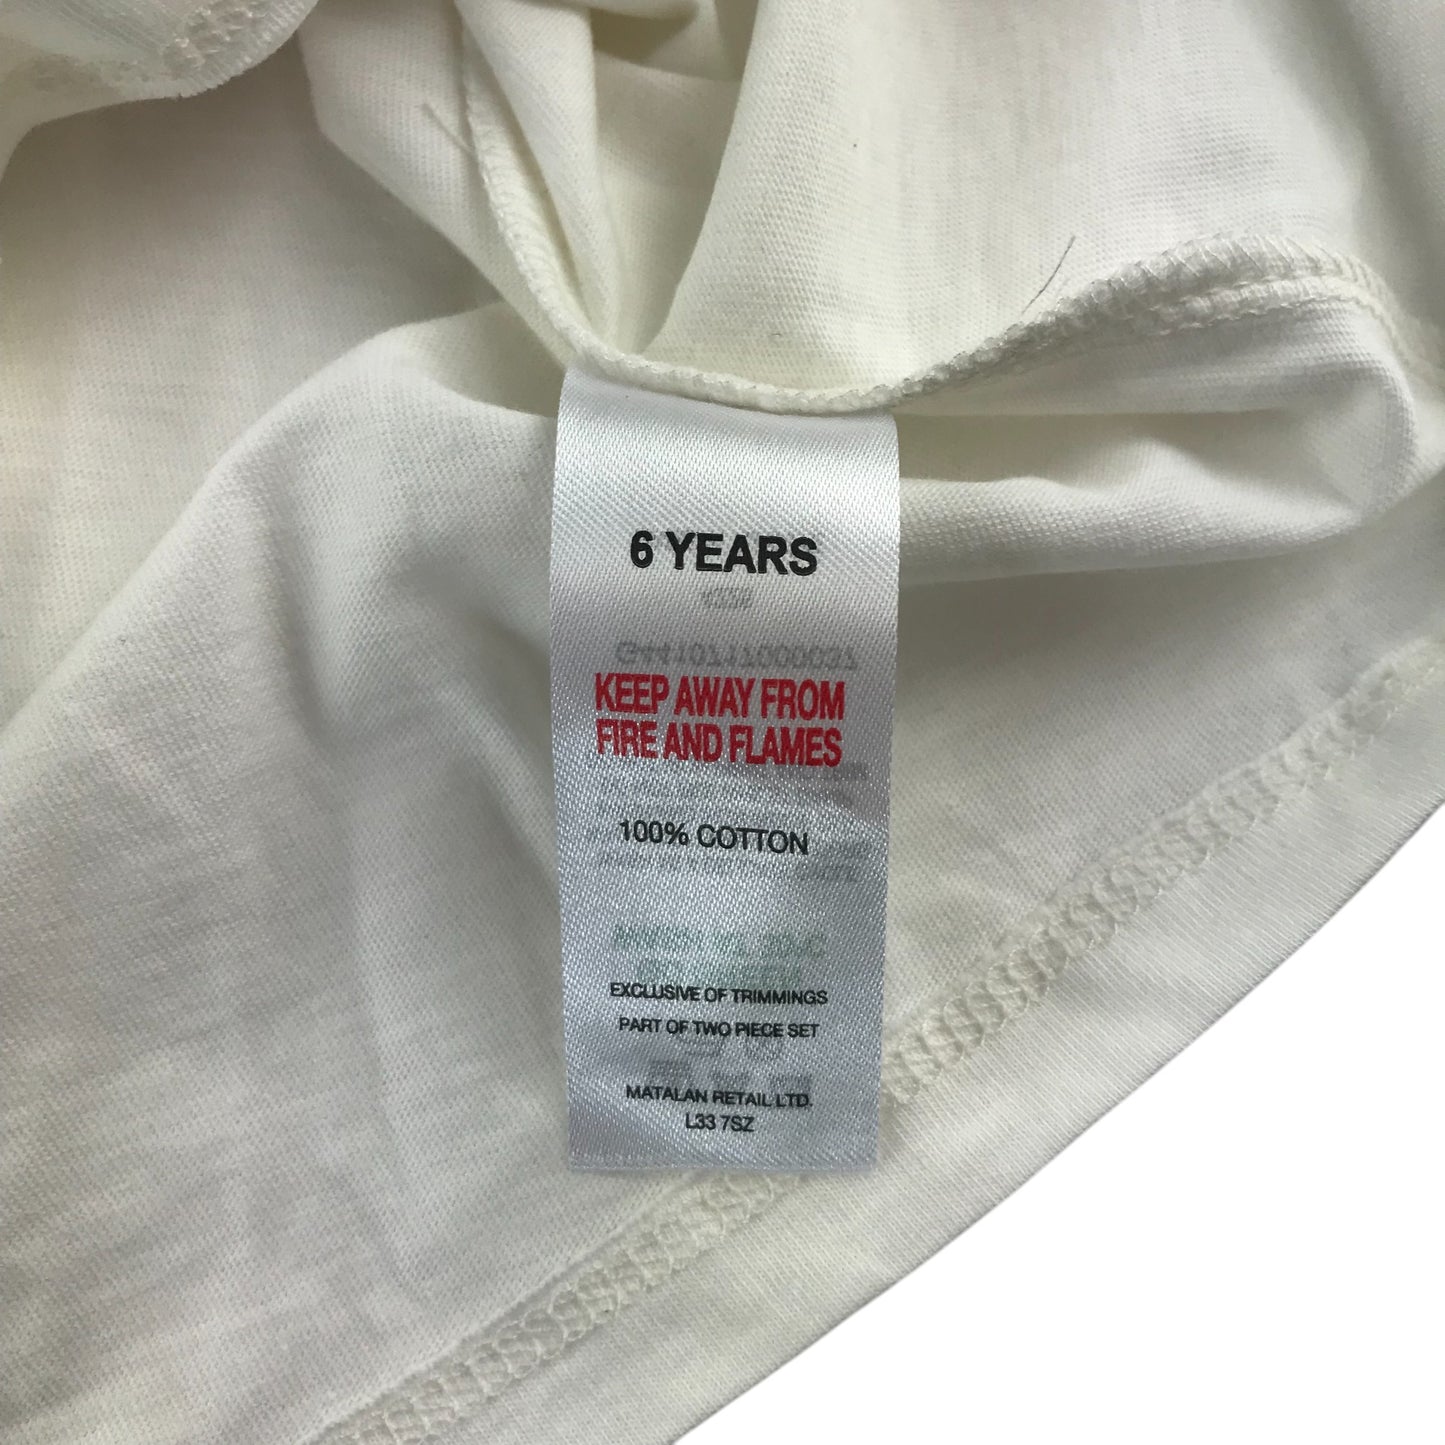 6 YEARS
G4410717000037
KEEP AWAY FROM
FIRE AND FLAMES
100% COTTON
EXCLUSIVE OF TRIMMINGS
PART OF TWO PIECE SET
MATALAN RETAIL LTD.
L33 7SZ